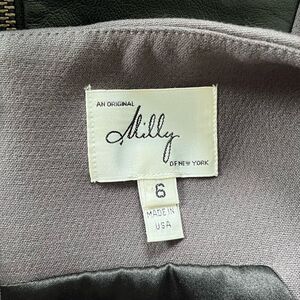 AN ORIGINAL
Milly
OF NEW YORK
6
MADE IN
USA